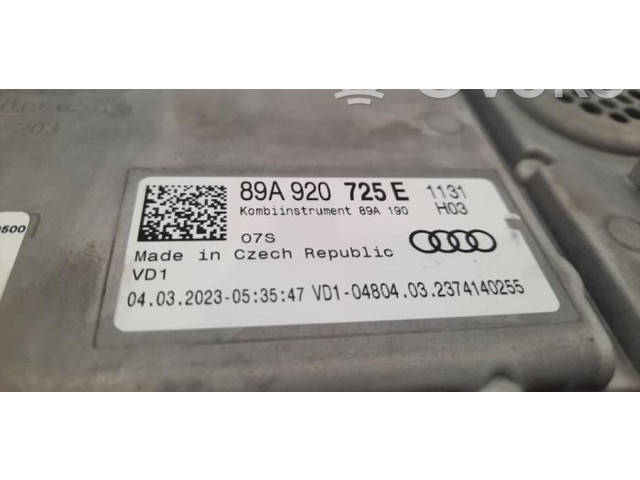 89A 920 725 E 1131
Kombiinstrument 89A 190 H03
07S
Made in Czech Republic
VD1
04.03.2023-05:35:47 VD1-04804.03.2374140255
203